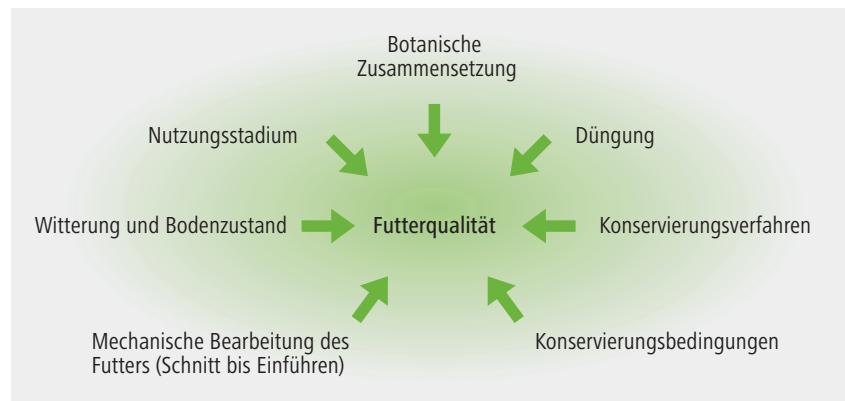 Botanische
Zusammensetzung
Nutzungsstadium
Düngung
Witterung und Bodenzustand
Futterqualität
Konservierungsverfahren
Mechanische Bearbeitung des
Futters (Schnitt bis Einführen)
Konservierungsbedingungen